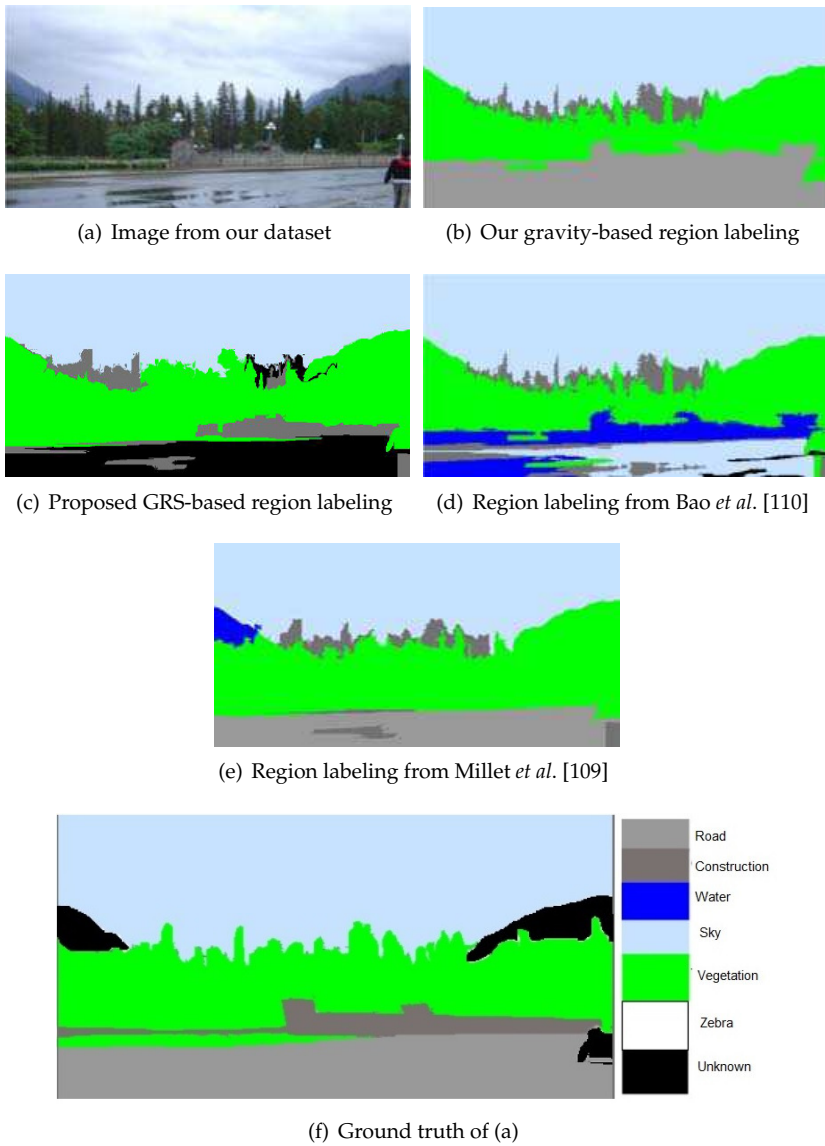 (a) Image from our dataset
(b) Our gravity-based region labeling
(c) Proposed GRS-based region labeling
(d) Region labeling from Bao et al. [110]
(e) Region labeling from Millet et al. [109]
Road
Construction
Water
Sky
Vegetation
Zebra
Unknown
(f) Ground truth of (a)